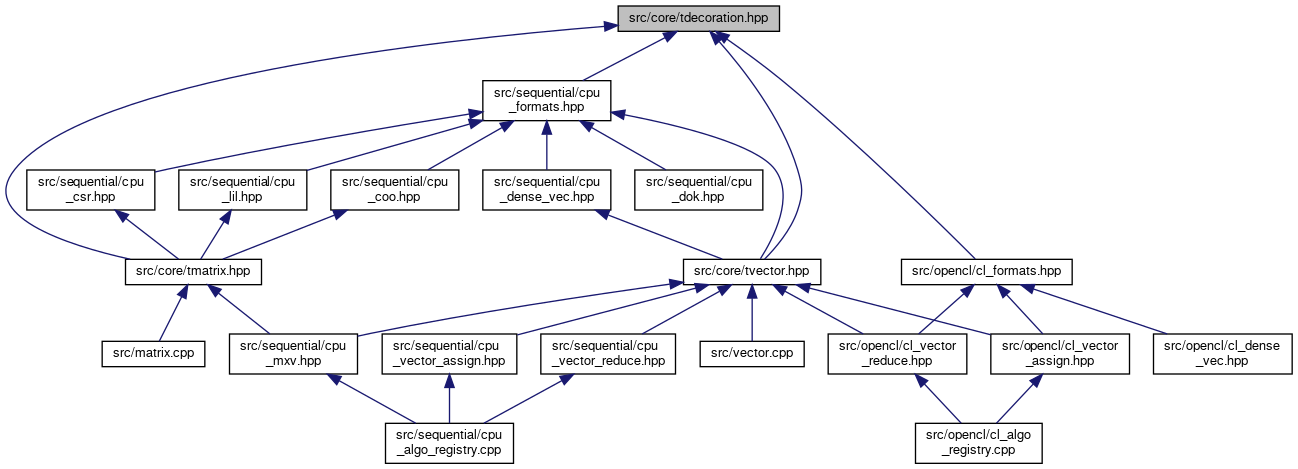 src/core/tdecoration.hpp
src/sequential/cpu
_formats.hpp
src/sequential/cpu
_csr.hpp
src/sequential/cpu
_lil.hpp
src/sequential/cpu
_coo.hpp
src/sequential/cpu
_dense_vec.hpp
src/sequential/cpu
_dok.hpp
src/core/tmatrix.hpp
src/core/tvector.hpp
src/opencl/cl_formats.hpp
src/matrix.cpp
src/sequential/cpu
_mxv.hpp
src/sequential/cpu
_vector_assign.hpp
src/sequential/cpu
_vector_reduce.hpp
src/vector.cpp
src/opencl/cl_vector
_reduce.hpp
src/opencl/cl_vector
_assign.hpp
src/opencl/cl_dense
_vec.hpp
src/sequential/cpu
_algo_registry.cpp
src/opencl/cl_algo
_registry.cpp